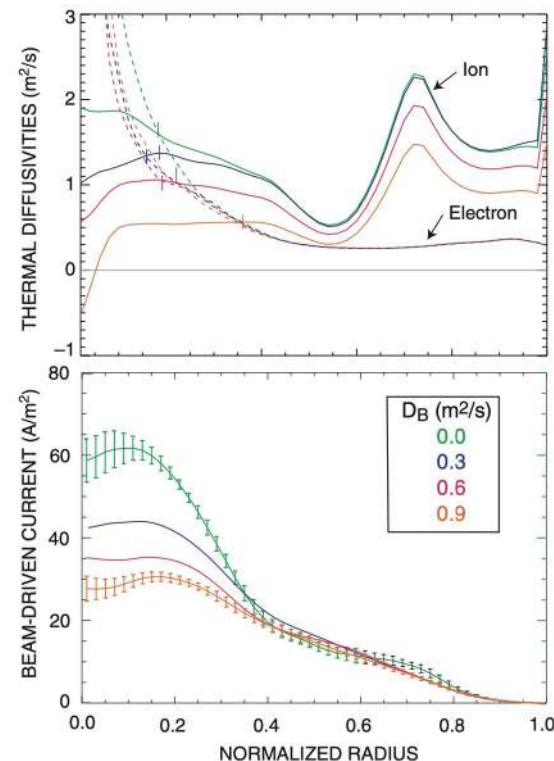 3
2
1
0
−1
THERMAL DIFFUSIVITIES (m²/s)
Ion
Electron
80
60
40
20
0
BEAM-DRIVEN CURRENT (A/m²)
D_B (m²/s)
0.0
0.3
0.6
0.9
0.0 0.2 0.4 0.6 0.8 1.0
NORMALIZED RADIUS